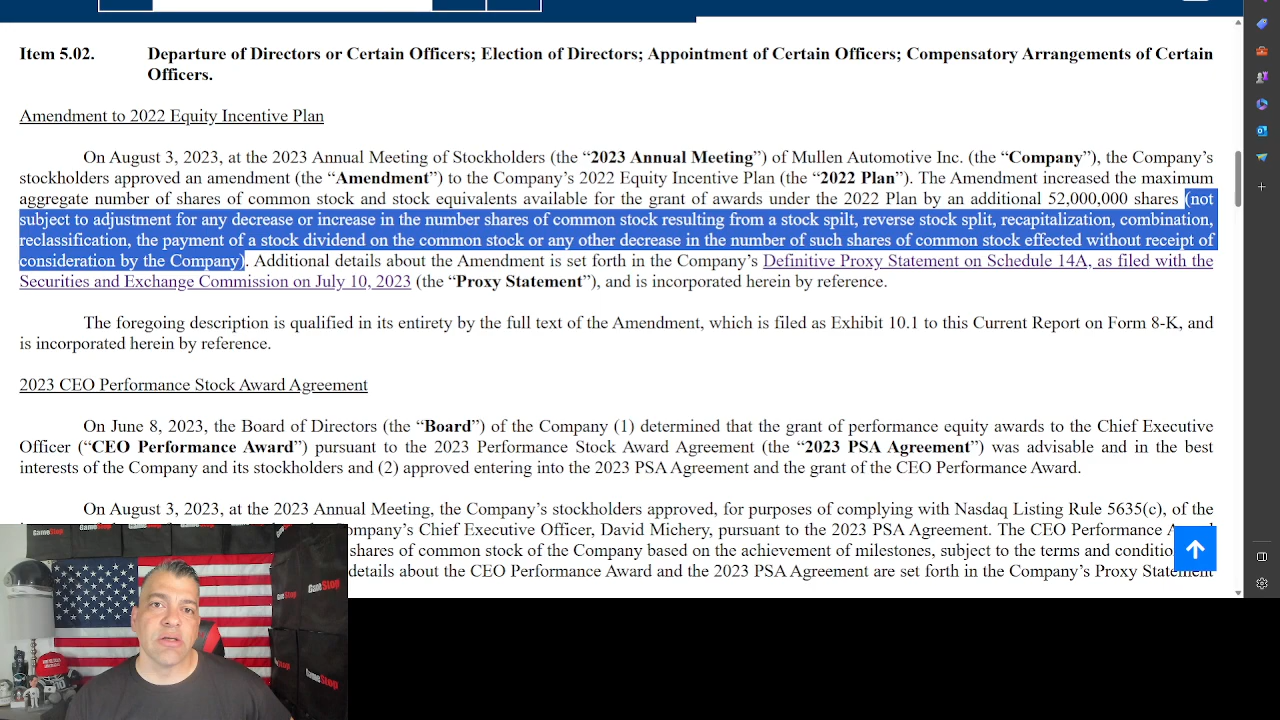 Item 5.02. Departure of Directors or Certain Officers; Election of Directors; Appointment of Certain Officers; Compensatory Arrangements of Certain
Officers.
Amendment to 2022 Equity Incentive Plan
On August 3, 2023, at the 2023 Annual Meeting of Stockholders (the “2023 Annual Meeting”) of Mullen Automotive Inc. (the “Company”), the Company’s
stockholders approved an amendment (the “Amendment”) to the Company’s 2022 Equity Incentive Plan (the “2022 Plan”). The Amendment increased the maximum
aggregate number of shares of common stock and stock equivalents available for the grant of awards under the 2022 Plan by an additional 52,000,000 shares (not
subject to adjustment for any decrease or increase in the number shares of common stock resulting from a stock spilt, reverse stock split, recapitalization, combination,
reclassification, the payment of a stock dividend on the common stock or any other decrease in the number of such shares of common stock effected without receipt of
consideration by the Company). Additional details about the Amendment is set forth in the Company’s Definitive Proxy Statement on Schedule 14A, as filed with the
Securities and Exchange Commission on July 10, 2023 (the “Proxy Statement”), and is incorporated herein by reference.
The foregoing description is qualified in its entirety by the full text of the Amendment, which is filed as Exhibit 10.1 to this Current Report on Form 8-K, and
is incorporated herein by reference.
2023 CEO Performance Stock Award Agreement
On June 8, 2023, the Board of Directors (the “Board”) of the Company (1) determined that the grant of performance equity awards to the Chief Executive
Officer (“CEO Performance Award”) pursuant to the 2023 Performance Stock Award Agreement (the “2023 PSA Agreement”) was advisable and in the best
interests of the Company and its stockholders and (2) approved entering into the 2023 PSA Agreement and the grant of the CEO Performance Award.
On August 3, 2023, at the 2023 Annual Meeting, the Company’s stockholders approved, for purposes of complying with Nasdaq Listing Rule 5635(c), of the
Chief Executive Officer, David Michery, pursuant to the 2023 PSA Agreement. The CEO Performance
shares of common stock of the Company based on the achievement of milestones, subject to the terms and
details about the CEO Performance Award and the 2023 PSA Agreement are set forth in the Company’s Proxy Statement
GameStop
GameStop
GameStop
GameStop